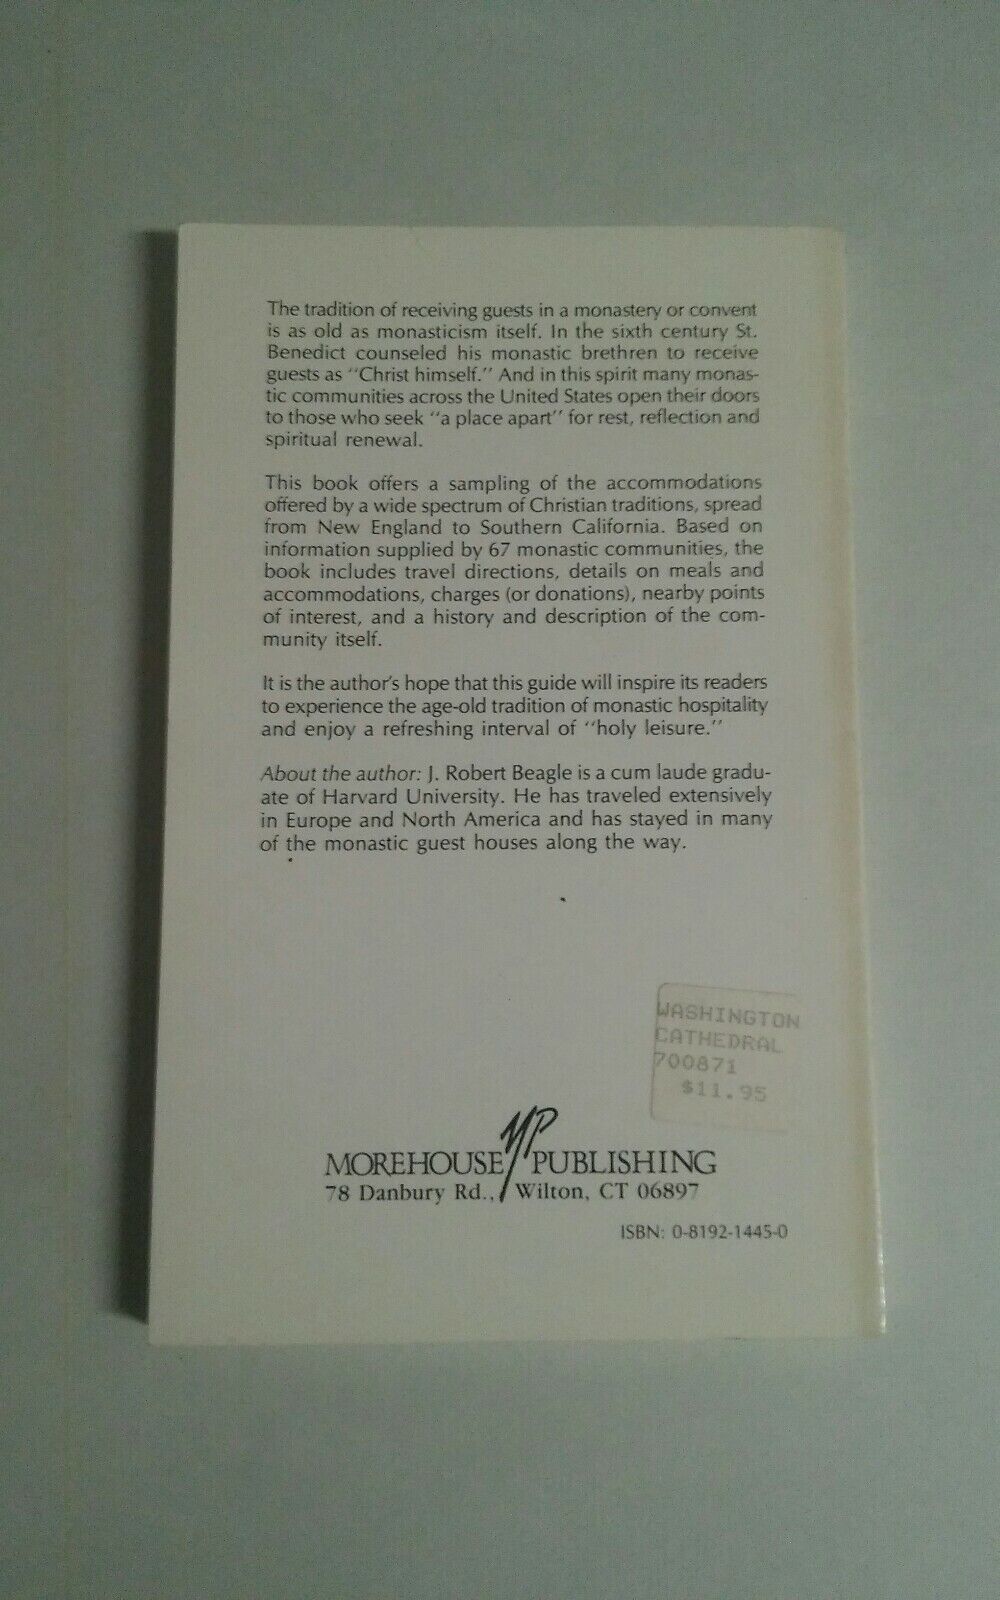 The tradition of receiving guests in a monastery or convent
is as old as monasticism itself. In the sixth century St.
Benedict counseled his monastic brethren to receive
guests as "Christ himself." And in this spirit many monas-
tic communities across the United States open their doors
to those who seek "a place apart" for rest, reflection and
spiritual renewal.
This book offers a sampling of the accommodations
offered by a wide spectrum of Christian traditions, spread
from New England to Southern California. Based on
information supplied by 67 monastic communities, the
book includes travel directions, details on meals and
accommodations, charges (or donations), nearby points
of interest, and a history and description of the com-
munity itself.
It is the author's hope that this guide will inspire its readers
to experience the age-old tradition of monastic hospitality
and enjoy a refreshing interval of "holy leisure."
About the author: J. Robert Beagle is a cum laude gradu-
ate of Harvard University. He has traveled extensively
in Europe and North America and has stayed in many
of the monastic guest houses along the way.
WASHINGTON
CATHEDRAL
700871
$11.95
MP
MOREHOUSE PUBLISHING
78 Danbury Rd., Wilton, CT 06897
ISBN: 0-8192-1445-0